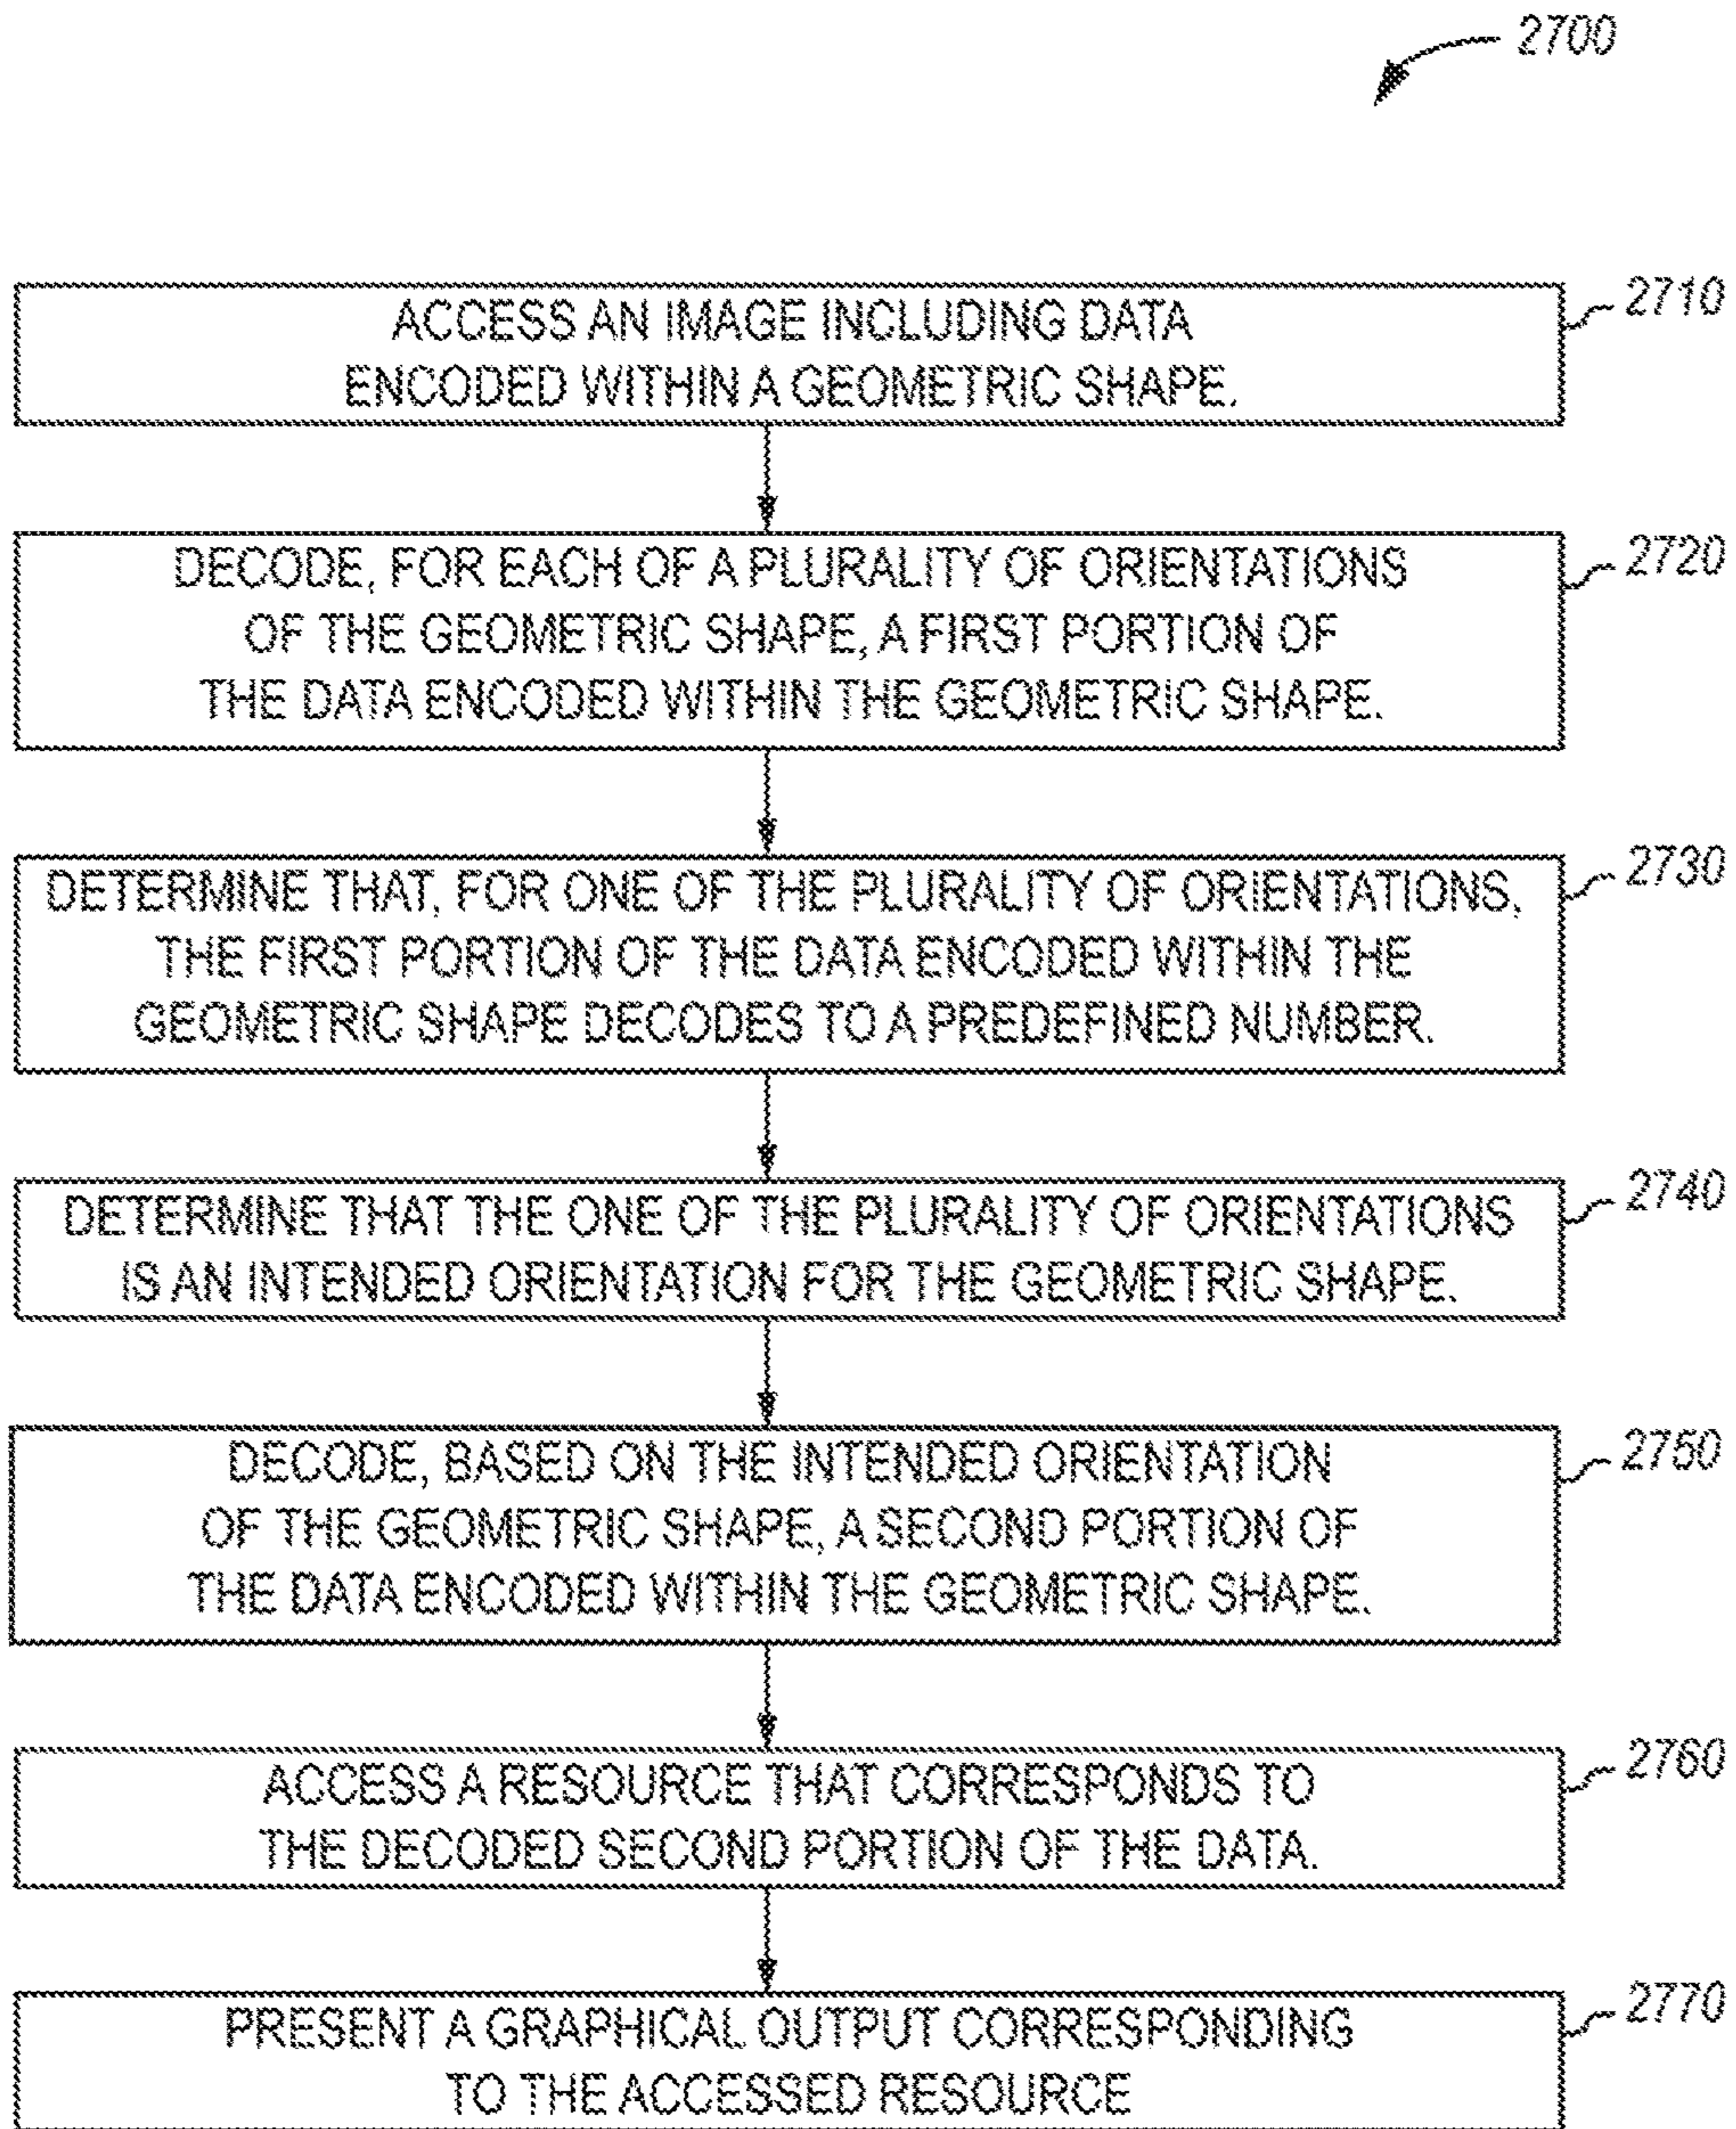 2700
ACCESS AN IMAGE INCLUDING DATA
ENCODED WITHIN A GEOMETRIC SHAPE.
2710
DECODE, FOR EACH OF A PLURALITY OF ORIENTATIONS
OF THE GEOMETRIC SHAPE, A FIRST PORTION OF
THE DATA ENCODED WITHIN THE GEOMETRIC SHAPE.
2720
DETERMINE THAT, FOR ONE OF THE PLURALITY OF ORIENTATIONS,
THE FIRST PORTION OF THE DATA ENCODED WITHIN THE
GEOMETRIC SHAPE DECODES TO A PREDEFINED NUMBER.
2730
DETERMINE THAT THE ONE OF THE PLURALITY OF ORIENTATIONS
IS AN INTENDED ORIENTATION FOR THE GEOMETRIC SHAPE.
2740
DECODE, BASED ON THE INTENDED ORIENTATION
OF THE GEOMETRIC SHAPE, A SECOND PORTION OF
THE DATA ENCODED WITHIN THE GEOMETRIC SHAPE.
2750
ACCESS A RESOURCE THAT CORRESPONDS TO
THE DECODED SECOND PORTION OF THE DATA.
2760
PRESENT A GRAPHICAL OUTPUT CORRESPONDING
TO THE ACCESSED RESOURCE
2770